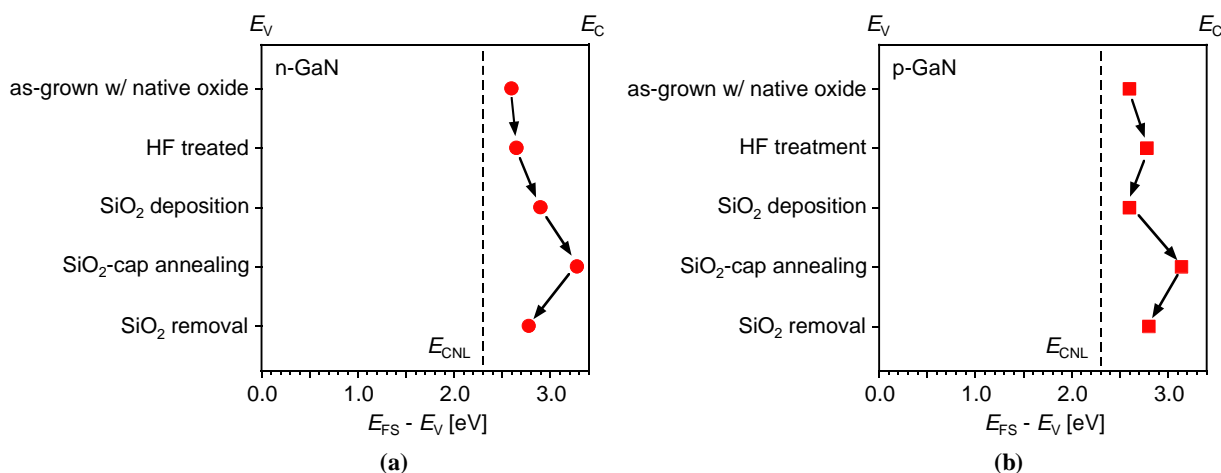 E_V E_C
n-GaN
as-grown w/ native oxide
HF treated
SiO₂ deposition
SiO₂-cap annealing
SiO₂ removal
E_CNL
0.0 1.0 2.0 3.0
E_FS - E_V [eV]
(a)
E_V E_C
p-GaN
as-grown w/ native oxide
HF treatment
SiO₂ deposition
SiO₂-cap annealing
SiO₂ removal
E_CNL
0.0 1.0 2.0 3.0
E_FS - E_V [eV]
(b)